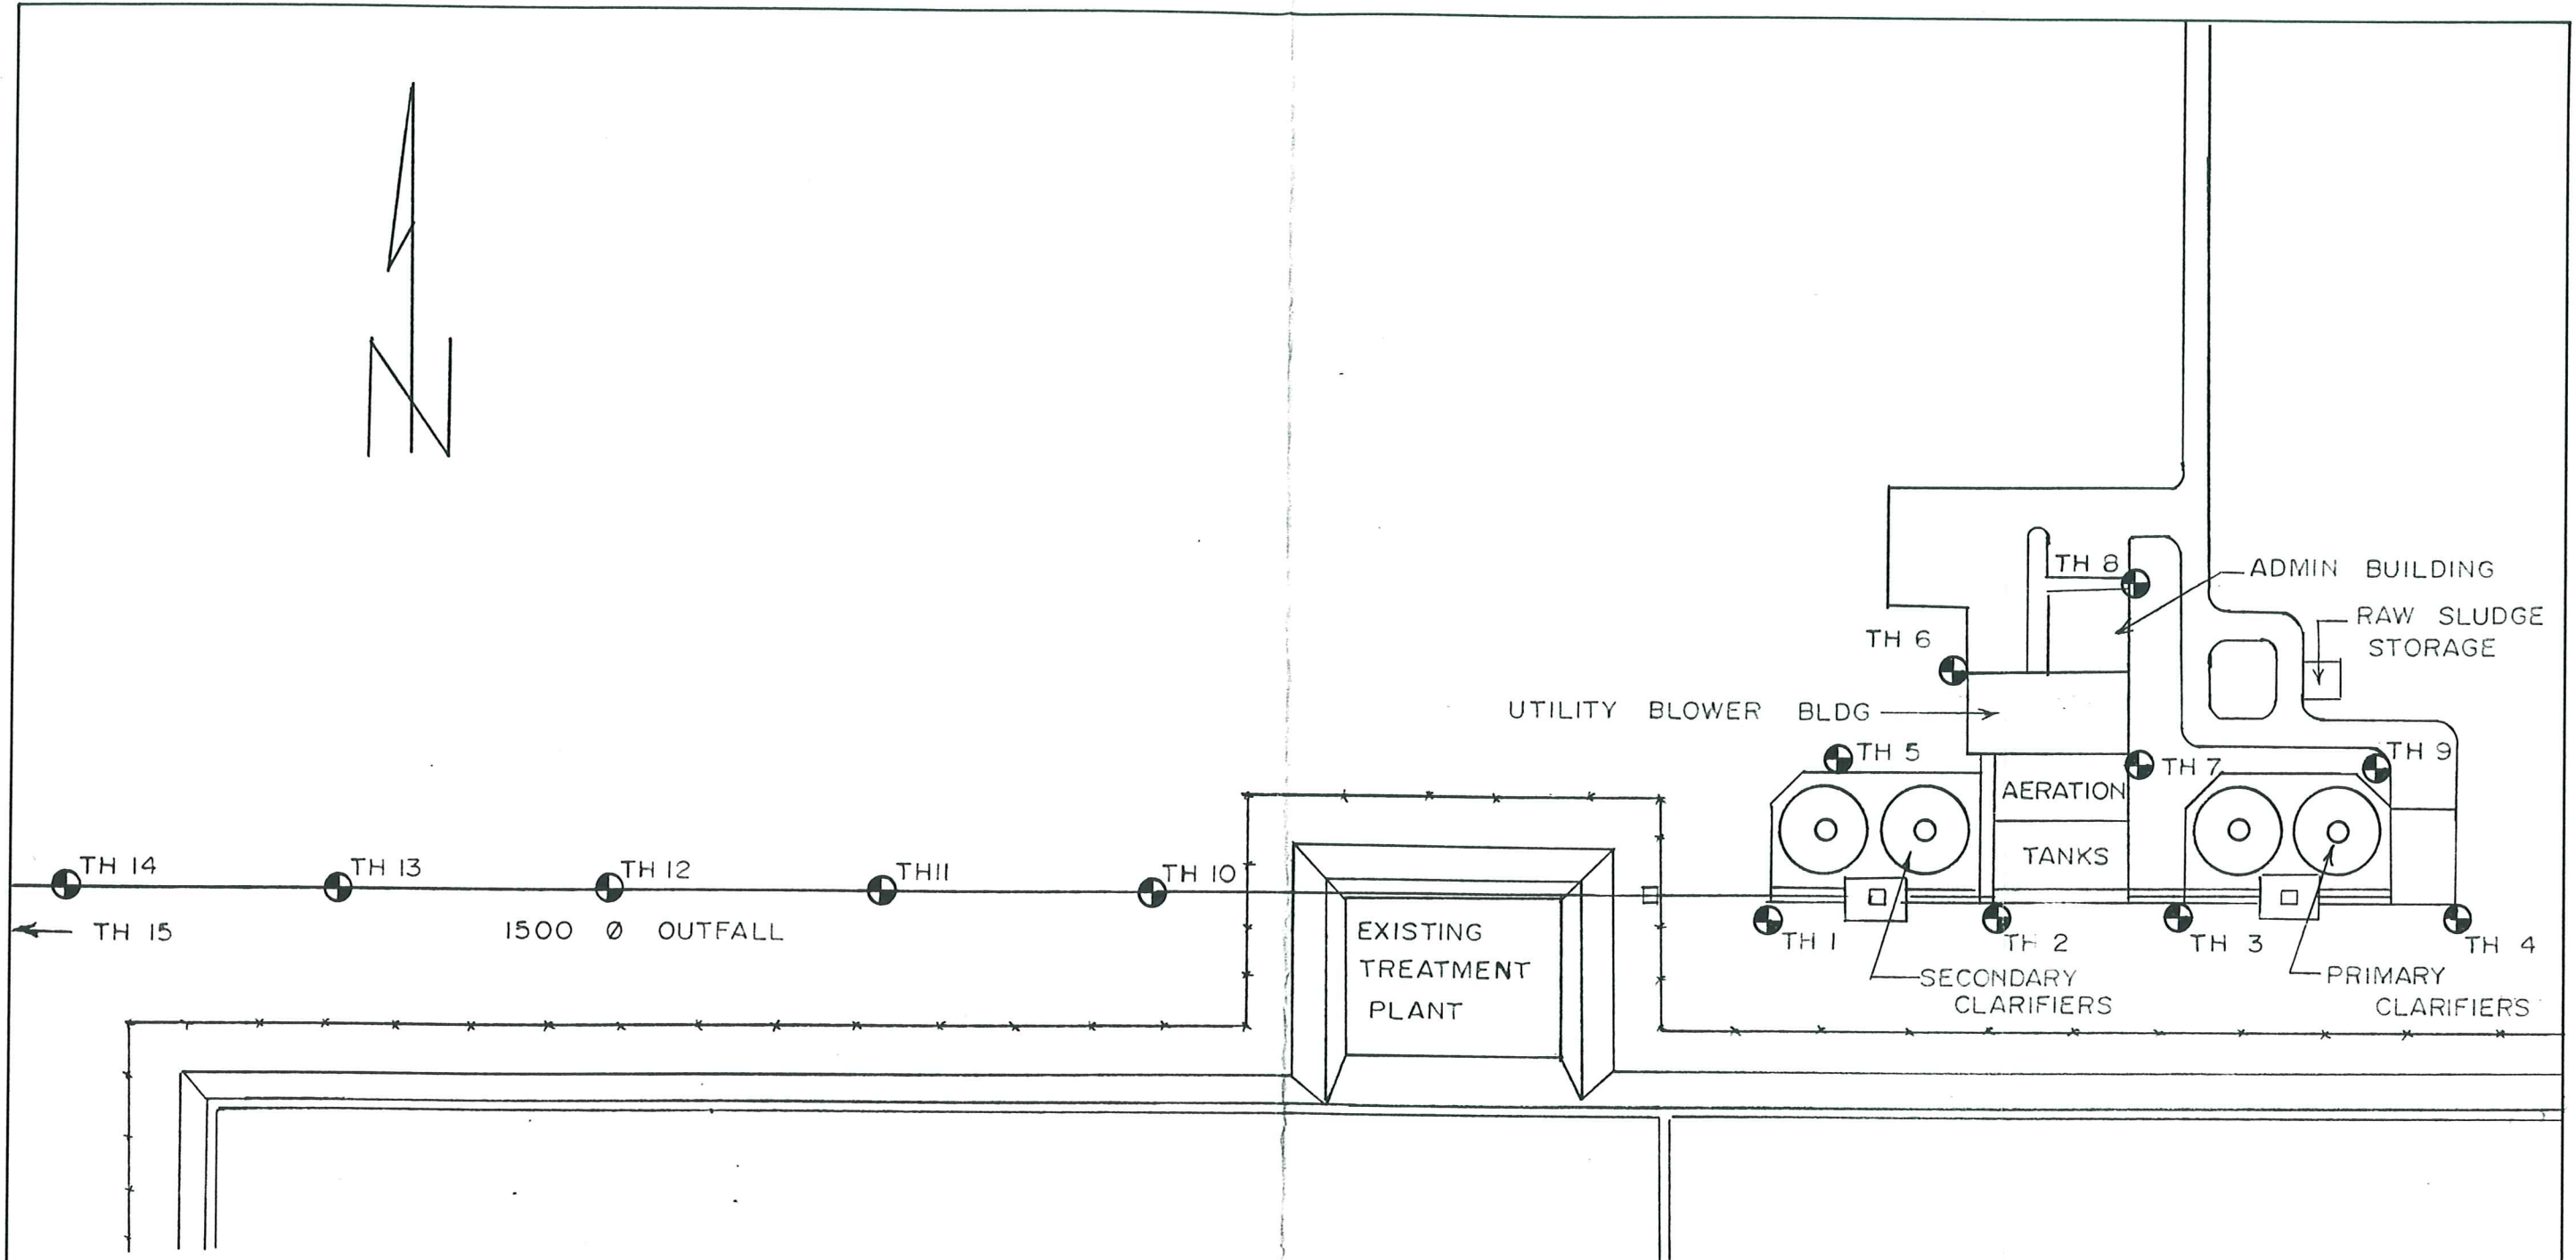 N
TH 8
ADMIN BUILDING
RAW SLUDGE
STORAGE
TH 6
UTILITY BLOWER BLDG
TH 5
TH 7
TH 9
AERATION
TANKS
TH 14
TH 13
TH 12
TH11
TH 10
TH 15
1500 Ø OUTFALL
EXISTING
TREATMENT
PLANT
TH 1
TH 2
TH 3
TH 4
SECONDARY
CLARIFIERS
PRIMARY
CLARIFIERS